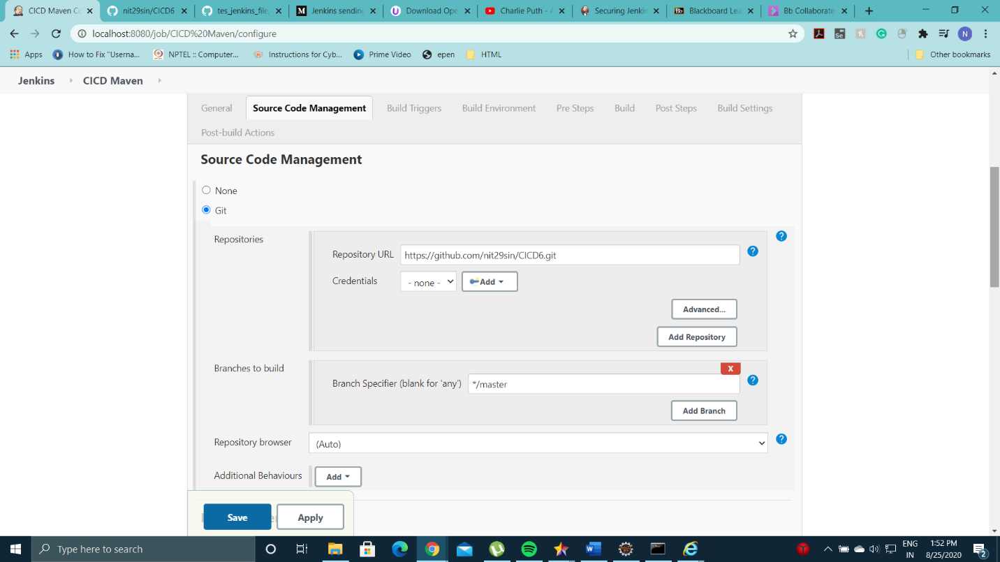 CICD Maven Co
nit29sin/CICD6
tes_jenkins_file
Jenkins sending
Download Ope
Charlie Puth - A
Securing Jenkin
Bb Blackboard Lea
Bb Collaborate
localhost:8080/job/CICD%20Maven/configure
N
Apps
How to Fix "Userna...
NPTEL :: Computer...
Instructions for Cyb...
Prime Video
epen
HTML
Other bookmarks
Jenkins
CICD Maven
General
Source Code Management
Build Triggers
Build Environment
Pre Steps
Build
Post Steps
Build Settings
Post-build Actions
Source Code Management
None
Git
Repositories
Repository URL https://github.com/nit29sin/CICD6.git
Credentials - none - Add
Advanced...
Add Repository
Branches to build
X
Branch Specifier (blank for 'any') */master
Add Branch
Repository browser (Auto)
Additional Behaviours Add
Save Apply
Type here to search
ENG
IN
1:52 PM
8/25/2020
2